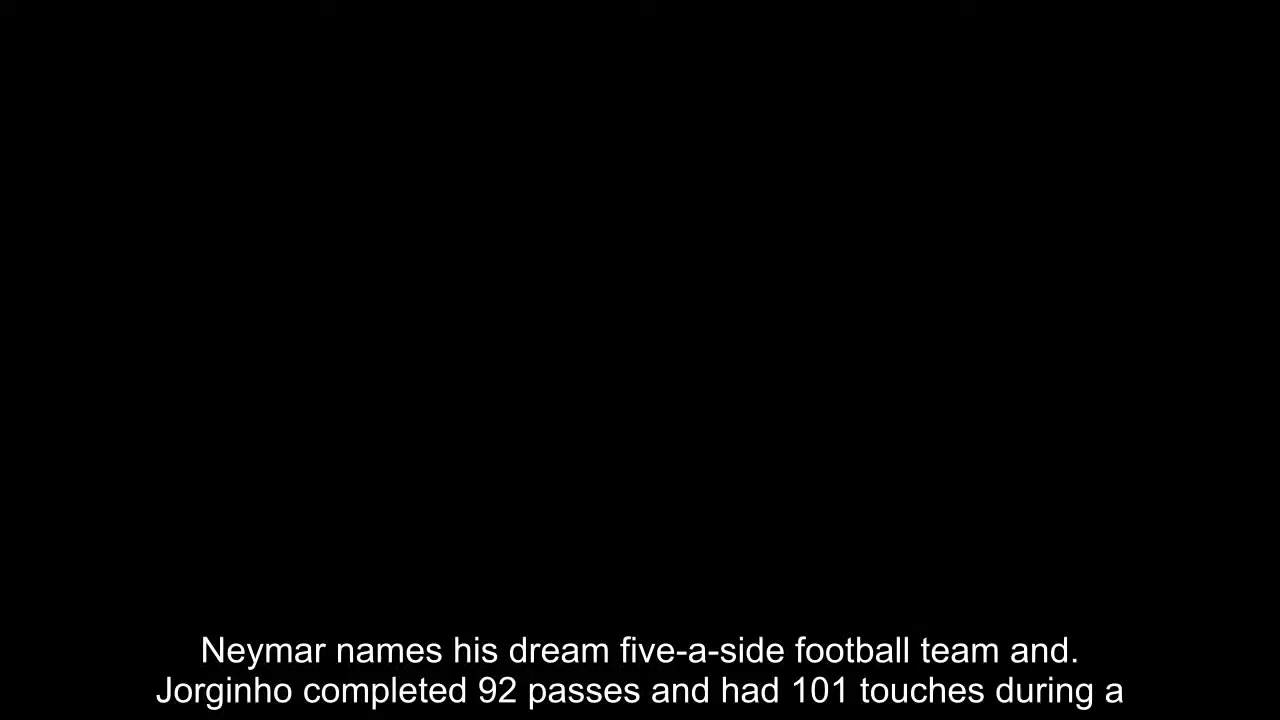 Neymar names his dream five-a-side football team and.
Jorginho completed 92 passes and had 101 touches during a